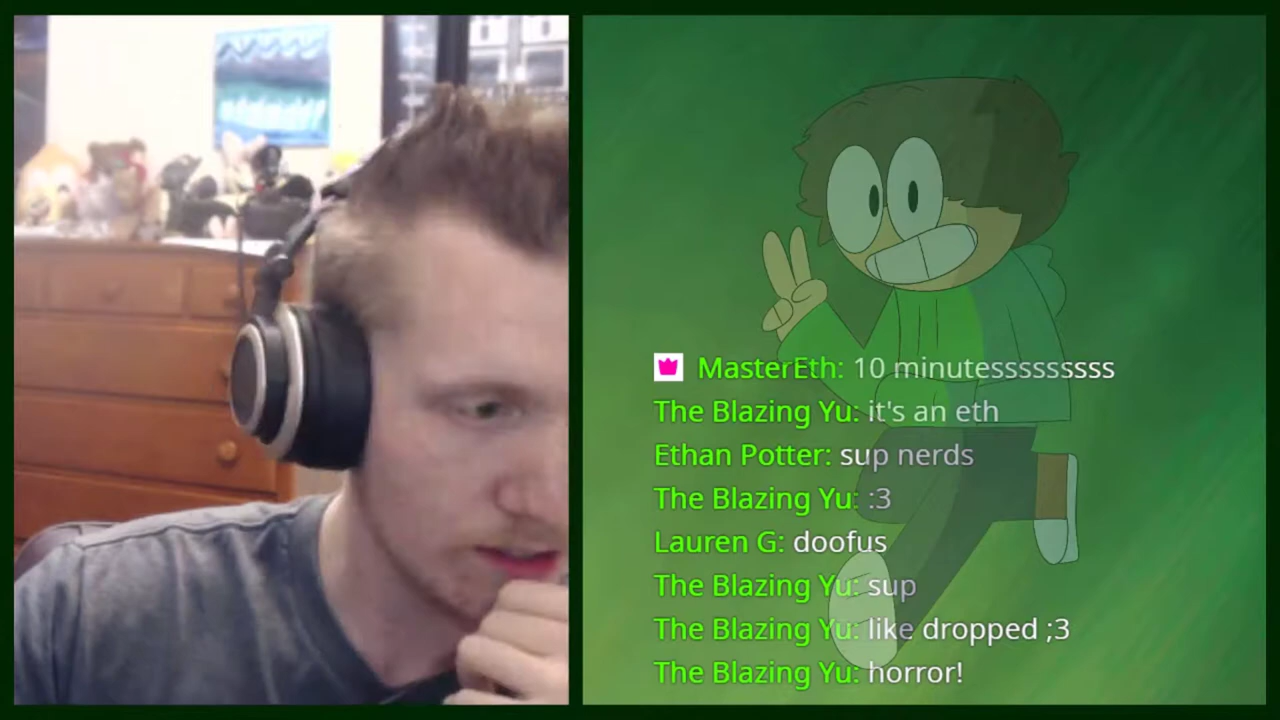 MasterEth: 10 minutesssssssss
The Blazing Yu: it's an eth
Ethan Potter: sup nerds
The Blazing Yu: :3
Lauren G: doofus
The Blazing Yu: sup
The Blazing Yu: like dropped ;3
The Blazing Yu: horror!